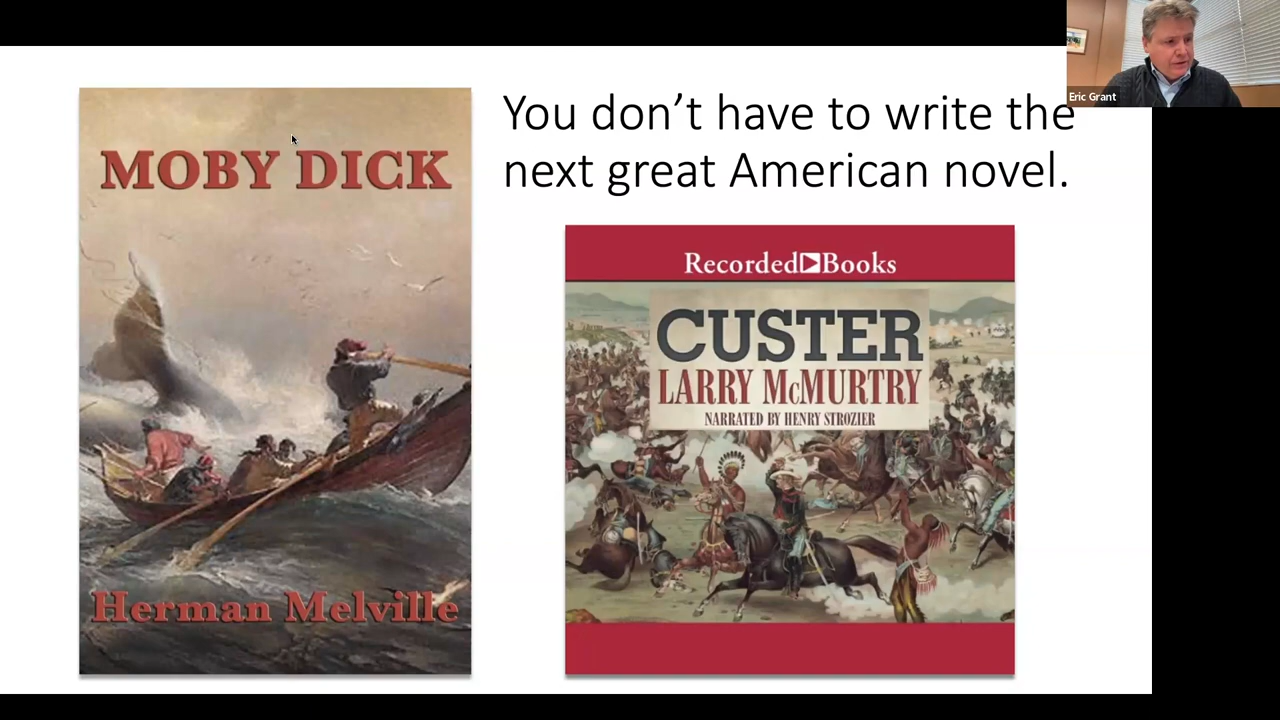 MOBY DICK
Herman Melville
You don’t have to write the
next great American novel.
Recorded Books
CUSTER
LARRY McMURTRY
NARRATED BY HENRY STROZIER
Eric Grant